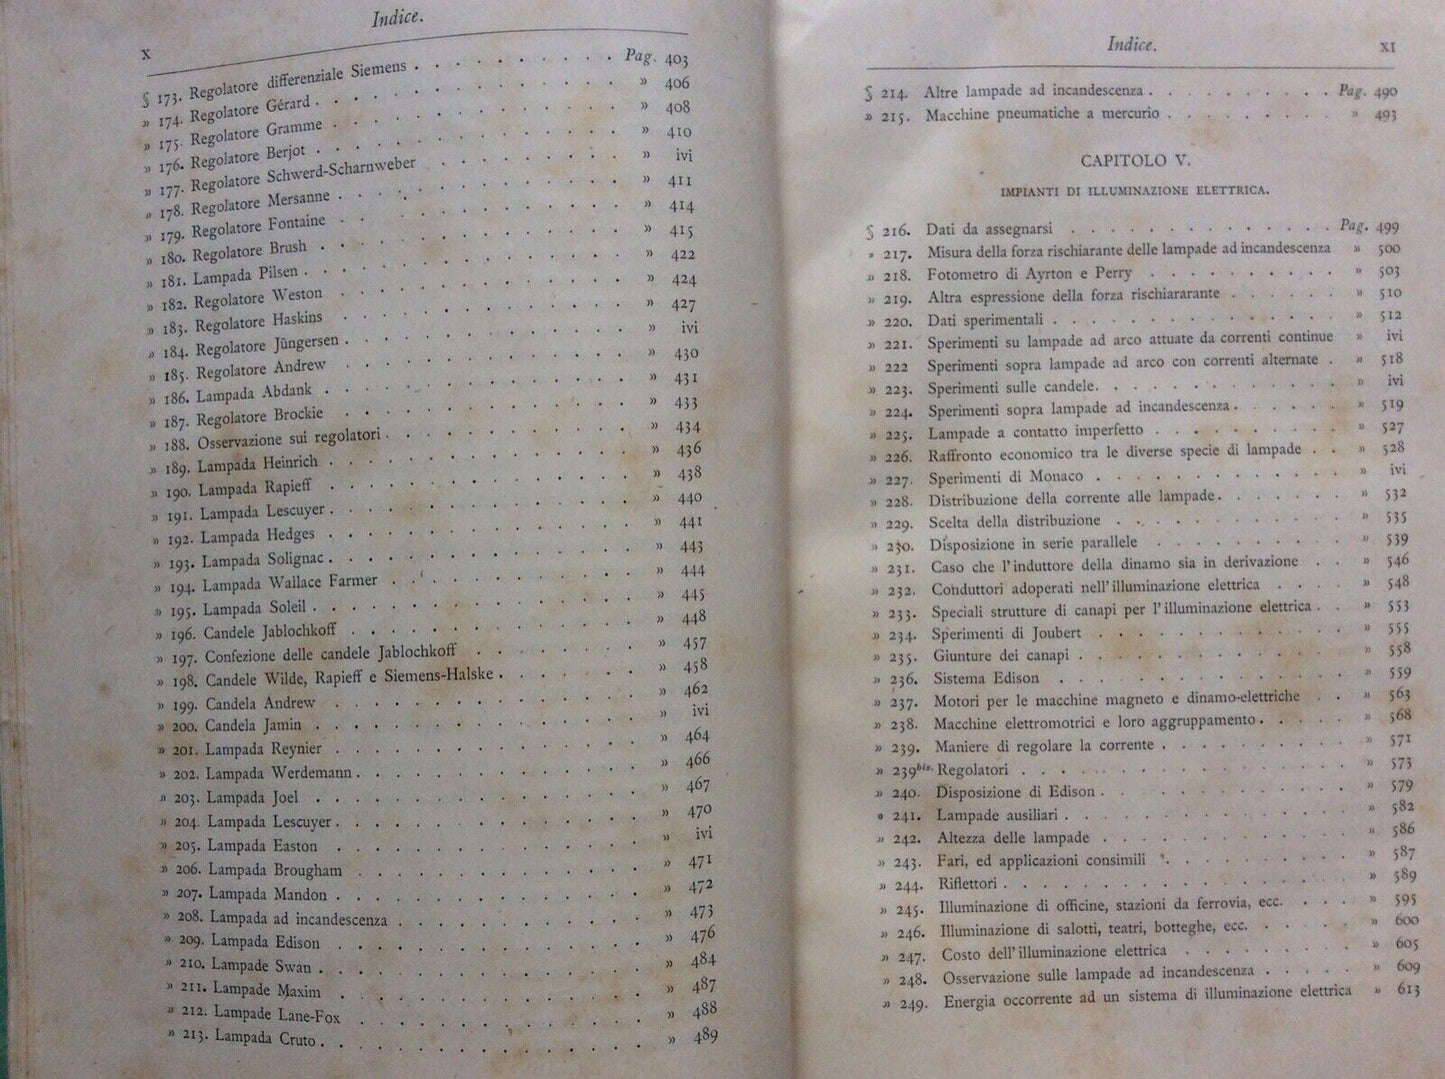 X
Indice.
§ 173. Regolatore differenziale Siemens . . . . . . . . . Pag. 403
» 174. Regolatore Gérard . . . . . . . . . » 406
» 175. Regolatore Gramme . . . . . . . . . » 408
» 176. Regolatore Berjot . . . . . . . . . » 410
» 177. Regolatore Schwerd-Scharnweber . . . . . . . » ivi
» 178. Regolatore Mersanne . . . . . . . . . » 411
» 179. Regolatore Fontaine . . . . . . . . . » 414
» 180. Regolatore Brush . . . . . . . . . » 415
» 181. Lampada Pilsen . . . . . . . . . » 422
» 182. Regolatore Weston . . . . . . . . . » 424
» 183. Regolatore Haskins . . . . . . . . . » 427
» 184. Regolatore Jüngersen . . . . . . . . . » ivi
» 185. Regolatore Andrew . . . . . . . . . » 430
» 186. Lampada Abdank . . . . . . . . . » 431
» 187. Regolatore Brockie . . . . . . . . . » 433
» 188. Osservazione sui regolatori . . . . . . . . . » 434
» 189. Lampada Heinrich . . . . . . . . . » 436
» 190. Lampada Rapieff . . . . . . . . . » 438
» 191. Lampada Lescuyer . . . . . . . . . » 440
» 192. Lampada Hedges . . . . . . . . . » 441
» 193. Lampada Solignac . . . . . . . . . » 443
» 194. Lampada Wallace Farmer . . . . . . . . . » 444
» 195. Lampada Soleil . . . . . . . . . » 445
» 196. Candele Jablochkoff . . . . . . . . . » 448
» 197. Confezione delle candele Jablochkoff . . . . . . » 457
» 198. Candele Wilde, Rapieff e Siemens-Halske . . . . . » 458
» 199. Candela Andrew . . . . . . . . . » 462
» 200. Candela Jamin . . . . . . . . . » ivi
» 201. Lampada Reynier . . . . . . . . . » 464
» 202. Lampada Werdemann . . . . . . . . . » 466
» 203. Lampada Joel . . . . . . . . . » 467
» 204. Lampada Lescuyer . . . . . . . . . » 470
» 205. Lampada Easton . . . . . . . . . » ivi
» 206. Lampada Brougham . . . . . . . . . » 471
» 207. Lampada Mandon . . . . . . . . . » 472
» 208. Lampada ad incandescenza . . . . . . . . . » 473
» 209. Lampada Edison . . . . . . . . . » 476
» 210. Lampade Swan . . . . . . . . . » 484
» 211. Lampade Maxim . . . . . . . . . » 487
» 212. Lampade Lane-Fox . . . . . . . . . » 488
» 213. Lampada Cruto . . . . . . . . . » 489
Indice.
XI
§ 214. Altre lampade ad incandescenza . . . . . . . . . Pag. 490
» 215. Macchine pneumatiche a mercurio . . . . . . . . » 493
CAPITOLO V.
IMPIANTI DI ILLUMINAZIONE ELETTRICA.
§ 216. Dati da assegnarsi . . . . . . . . . . . . Pag. 499
» 217. Misura della forza rischiarante delle lampade ad incandescenza » 500
» 218. Fotometro di Ayrton e Perry . . . . . . . . . » 503
» 219. Altra espressione della forza rischiararante . . . . . . » 510
» 220. Dati sperimentali . . . . . . . . . . . . » 512
» 221. Sperimenti su lampade ad arco attuate da correnti continue » ivi
» 222 Sperimenti sopra lampade ad arco con correnti alternate . » 518
» 223. Sperimenti sulle candele. . . . . . . . . . . . » ivi
» 224. Sperimenti sopra lampade ad incandescenza . . . . . . » 519
» 225. Lampade a contatto imperfetto . . . . . . . . . » 527
» 226. Raffronto economico tra le diverse specie di lampade . . » 528
» 227. Sperimenti di Monaco . . . . . . . . . . . » ivi
» 228. Distribuzione della corrente alle lampade . . . . . . » 532
» 229. Scelta della distribuzione . . . . . . . . . . . » 535
» 230. Disposizione in serie parallele . . . . . . . . . » 539
» 231. Caso che l'induttore della dinamo sia in derivazione . . » 546
» 232. Conduttori adoperati nell'illuminazione elettrica . . . . » 548
» 233. Speciali strutture di canapi per l'illuminazione elettrica . . » 553
» 234. Sperimenti di Joubert . . . . . . . . . . . » 555
» 235. Giunture dei canapi . . . . . . . . . . . » 558
» 236. Sistema Edison . . . . . . . . . . . . » 559
» 237. Motori per le macchine magneto e dinamo-elettriche . . » 563
» 238. Macchine elettromotrici e loro aggruppamento . . . . . » 568
» 239. Maniere di regolare la corrente . . . . . . . . . » 571
» 239bis. Regolatori . . . . . . . . . . . . . » 573
» 240. Disposizione di Edison . . . . . . . . . . . » 579
» 241. Lampade ausiliari . . . . . . . . . . . . » 582
» 242. Altezza delle lampade . . . . . . . . . . . » 586
» 243. Fari, ed applicazioni consimili . . . . . . . . . » 587
» 244. Riflettori . . . . . . . . . . . . . . » 589
» 245. Illuminazione di officine, stazioni da ferrovia, ecc. . . . » 595
» 246. Illuminazione di salotti, teatri, botteghe, ecc. . . . . . » 600
» 247. Costo dell'illuminazione elettrica . . . . . . . . . » 605
» 248. Osservazione sulle lampade ad incandescenza . . . . . » 609
» 249. Energia occorrente ad un sistema di illuminazione elettrica » 613